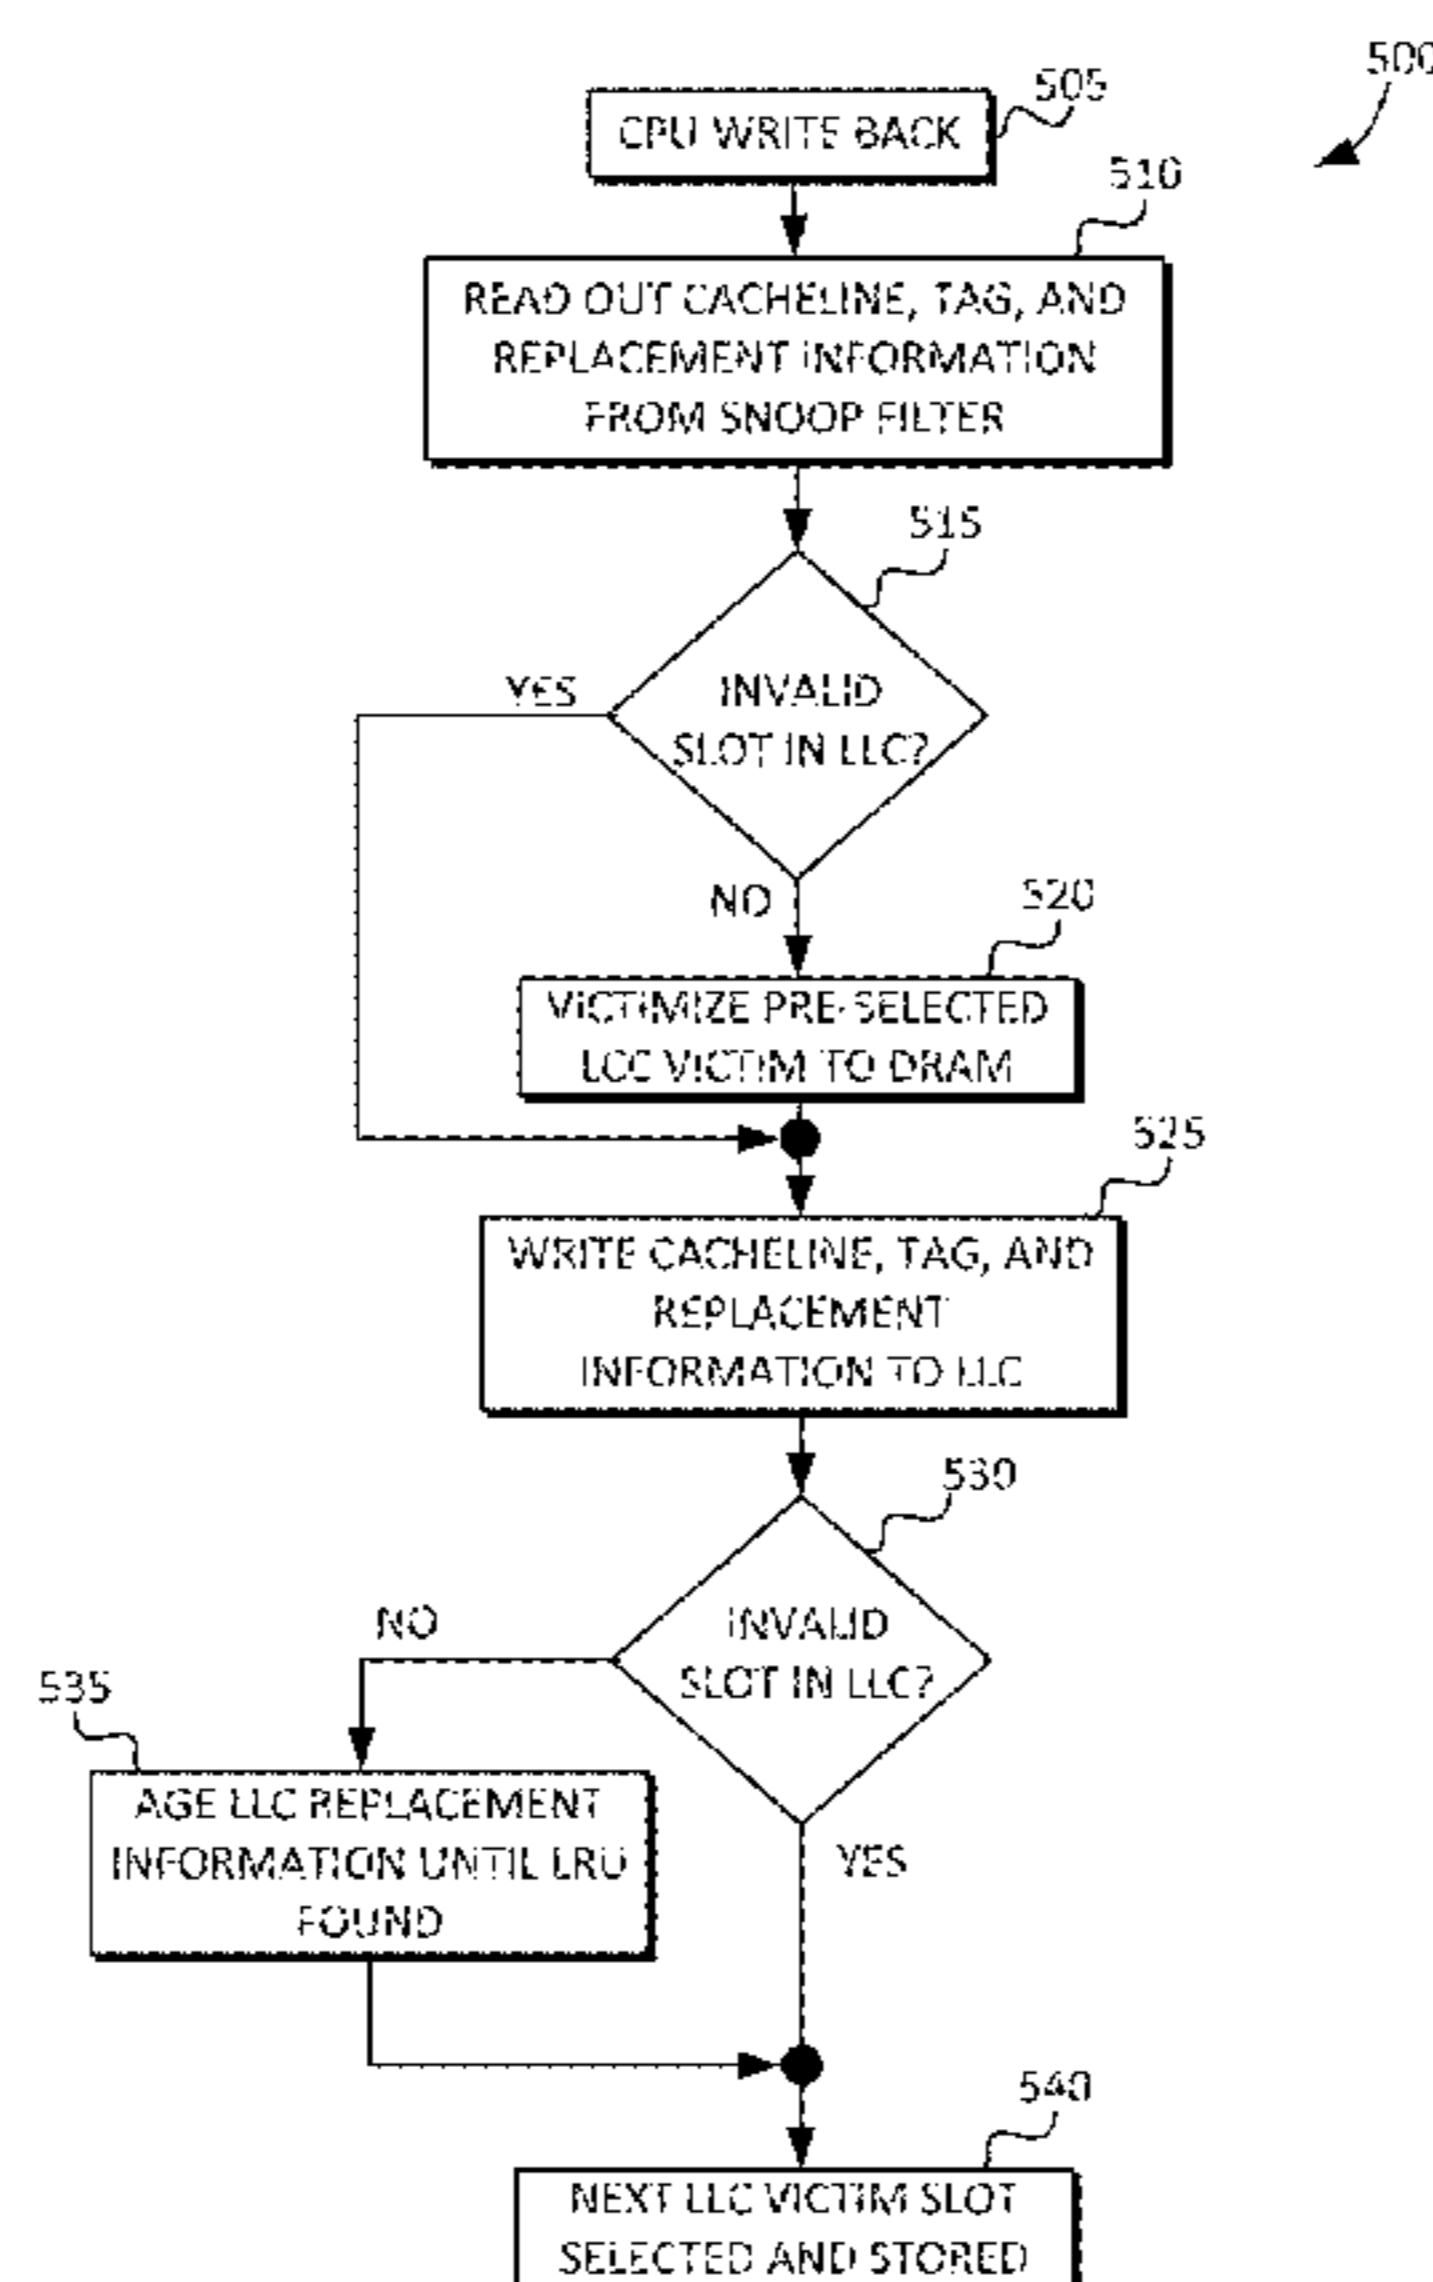 500
505
CPU WRITE BACK
510
READ OUT CACHELINE, TAG, AND
REPLACEMENT INFORMATION
FROM SNOOP FILTER
515
INVALID
SLOT IN LLC?
YES
NO
520
VICTIMIZE PRE-SELECTED
LCC VICTIM TO DRAM
525
WRITE CACHELINE, TAG, AND
REPLACEMENT
INFORMATION TO LLC
530
INVALID
SLOT IN LLC?
NO
YES
535
AGE LLC REPLACEMENT
INFORMATION UNTIL LRU
FOUND
540
NEXT LLC VICTIM SLOT
SELECTED AND STORED